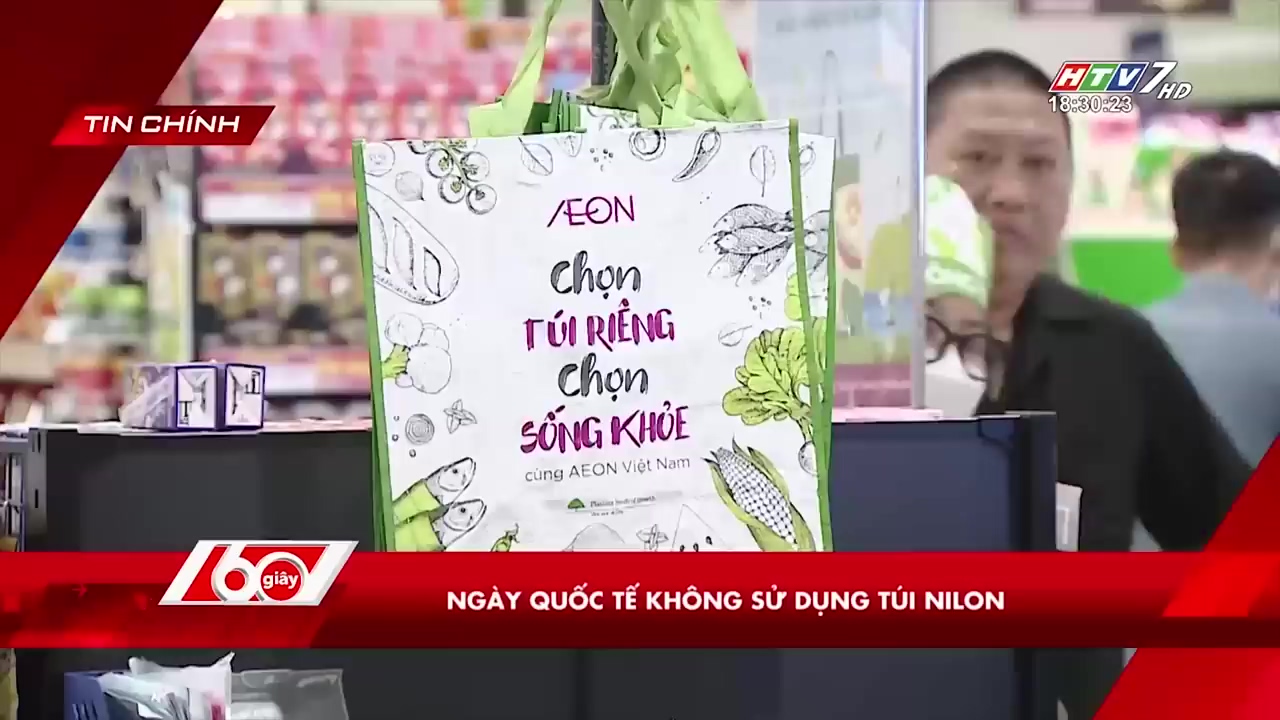 HTV7 HD
18:30:23
TIN CHÍNH
ÆON
Chọn
TÚI RIÊNG
Chọn
SỐNG KHỎE
cùng AEON Việt Nam
60 giây
NGÀY QUỐC TẾ KHÔNG SỬ DỤNG TÚI NILON